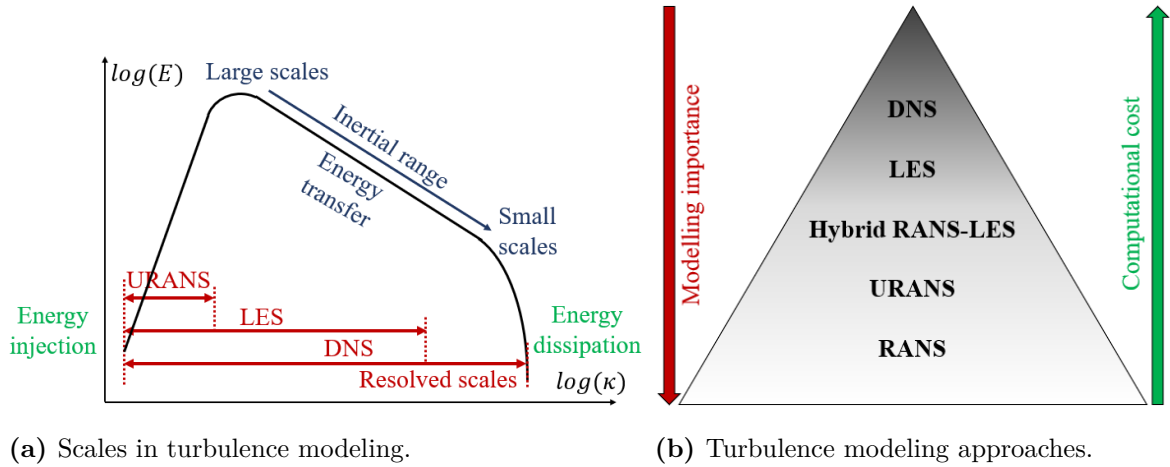 log(E)
Large scales
Inertial range
Energy
transfer
Small
scales
URANS
LES
DNS
Energy
injection
Energy
dissipation
Resolved scales
log(κ)
(a) Scales in turbulence modeling.
Modelling importance
DNS
LES
Hybrid RANS-LES
URANS
RANS
Computational cost
(b) Turbulence modeling approaches.